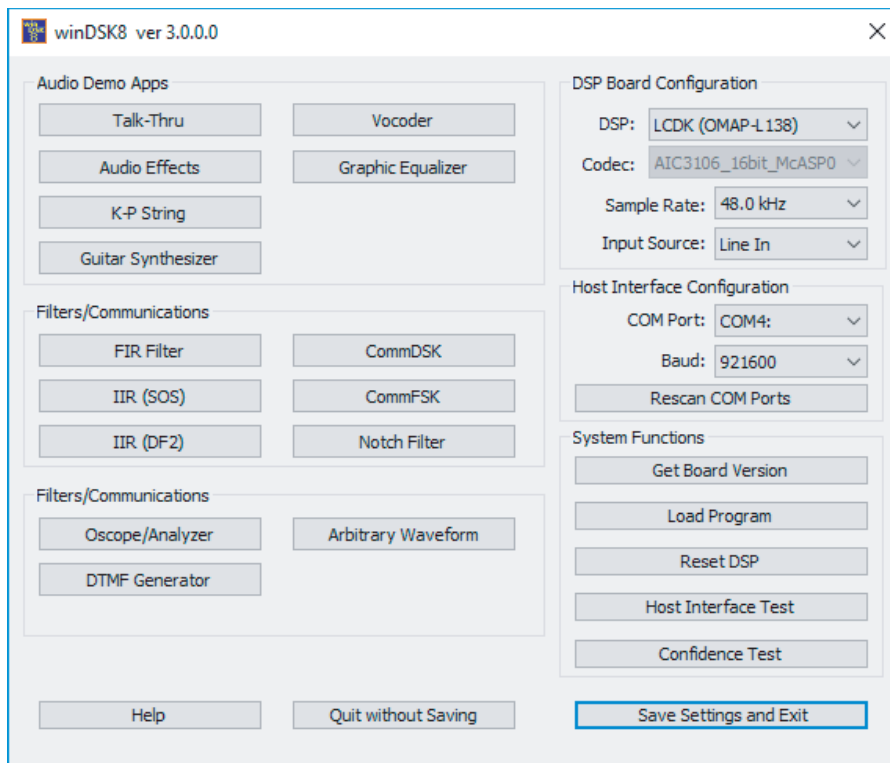 winDSK8 ver 3.0.0.0
Audio Demo Apps
Talk-Thru
Vocoder
Audio Effects
Graphic Equalizer
K-P String
Guitar Synthesizer
Filters/Communications
FIR Filter
CommDSK
IIR (SOS)
CommFSK
IIR (DF2)
Notch Filter
Filters/Communications
Oscope/Analyzer
Arbitrary Waveform
DTMF Generator
DSP Board Configuration
DSP: LCDK (OMAP-L138)
Codec: AIC3106_16bit_McASP0
Sample Rate: 48.0 kHz
Input Source: Line In
Host Interface Configuration
COM Port: COM4:
Baud: 921600
Rescan COM Ports
System Functions
Get Board Version
Load Program
Reset DSP
Host Interface Test
Confidence Test
Help
Quit without Saving
Save Settings and Exit